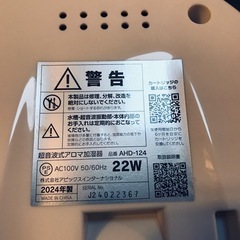 警告
本製品は修理、分解、改造を
絶対に行わないでください。
水槽・超音波振動部・本体内部の
お手入れは定期的におこなって
ください。
カートリッジの
購入はこちら
超音波式アロマ加湿器 品番 AHD-124
AC100V 50/60Hz 22W
株式会社アピックスインターナショナル
2024年製 SERIAL No.
MADE IN CHINA J24022367
取扱説明書